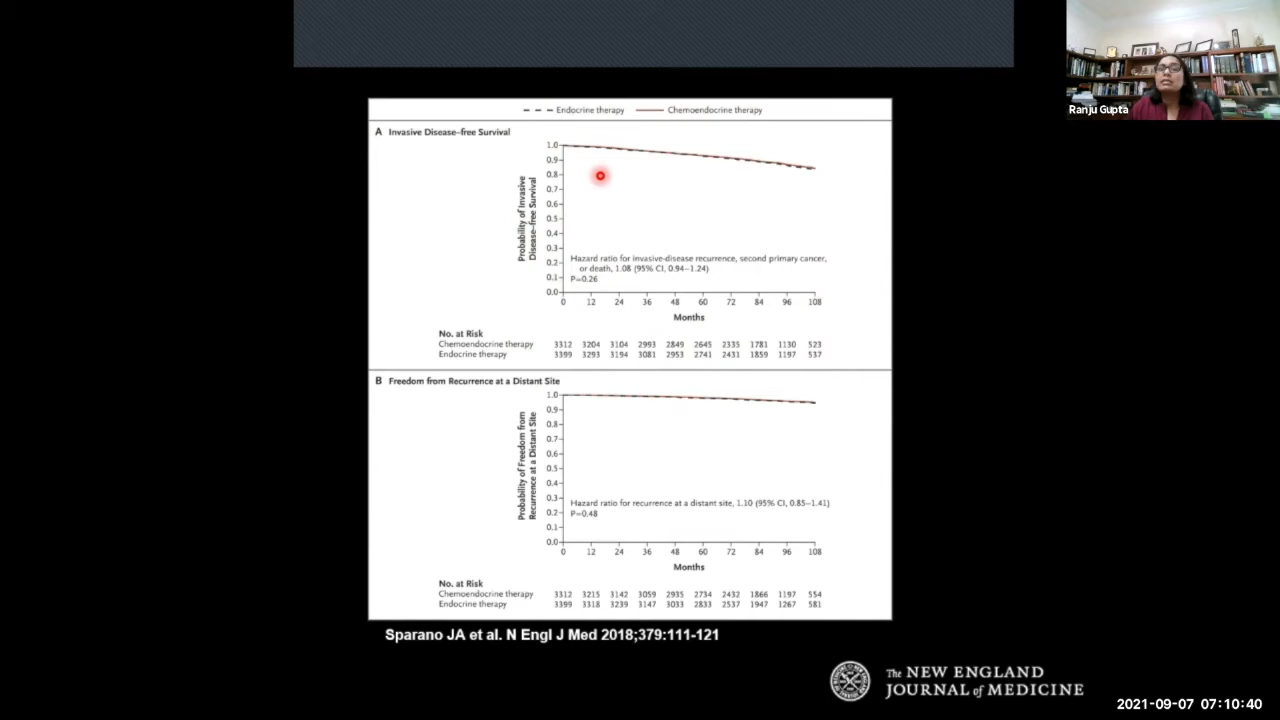 Ranju Gupta
Endocrine therapy Chemoendocrine therapy
A Invasive Disease–free Survival
Probability of Invasive
Disease–free Survival
1.0
0.9
0.8
0.7
0.6
0.5
0.4
0.3
0.2
0.1
0.0
Hazard ratio for invasive-disease recurrence, second primary cancer,
or death, 1.08 (95% CI, 0.94–1.24)
P=0.26
0 12 24 36 48 60 72 84 96 108
Months
No. at Risk
Chemoendocrine therapy 3312 3204 3104 2993 2849 2645 2335 1781 1130 523
Endocrine therapy 3399 3293 3194 3081 2953 2741 2431 1859 1197 537
B Freedom from Recurrence at a Distant Site
Probability of Freedom from
Recurrence at a Distant Site
1.0
0.9
0.8
0.7
0.6
0.5
0.4
0.3
0.2
0.1
0.0
Hazard ratio for recurrence at a distant site, 1.10 (95% CI, 0.85–1.41)
P=0.48
0 12 24 36 48 60 72 84 96 108
Months
No. at Risk
Chemoendocrine therapy 3312 3215 3142 3059 2935 2734 2432 1866 1197 554
Endocrine therapy 3399 3318 3239 3147 3033 2833 2537 1947 1267 581
Sparano JA et al. N Engl J Med 2018;379:111-121
The NEW ENGLAND
JOURNAL of MEDICINE
2021-09-07 07:10:40